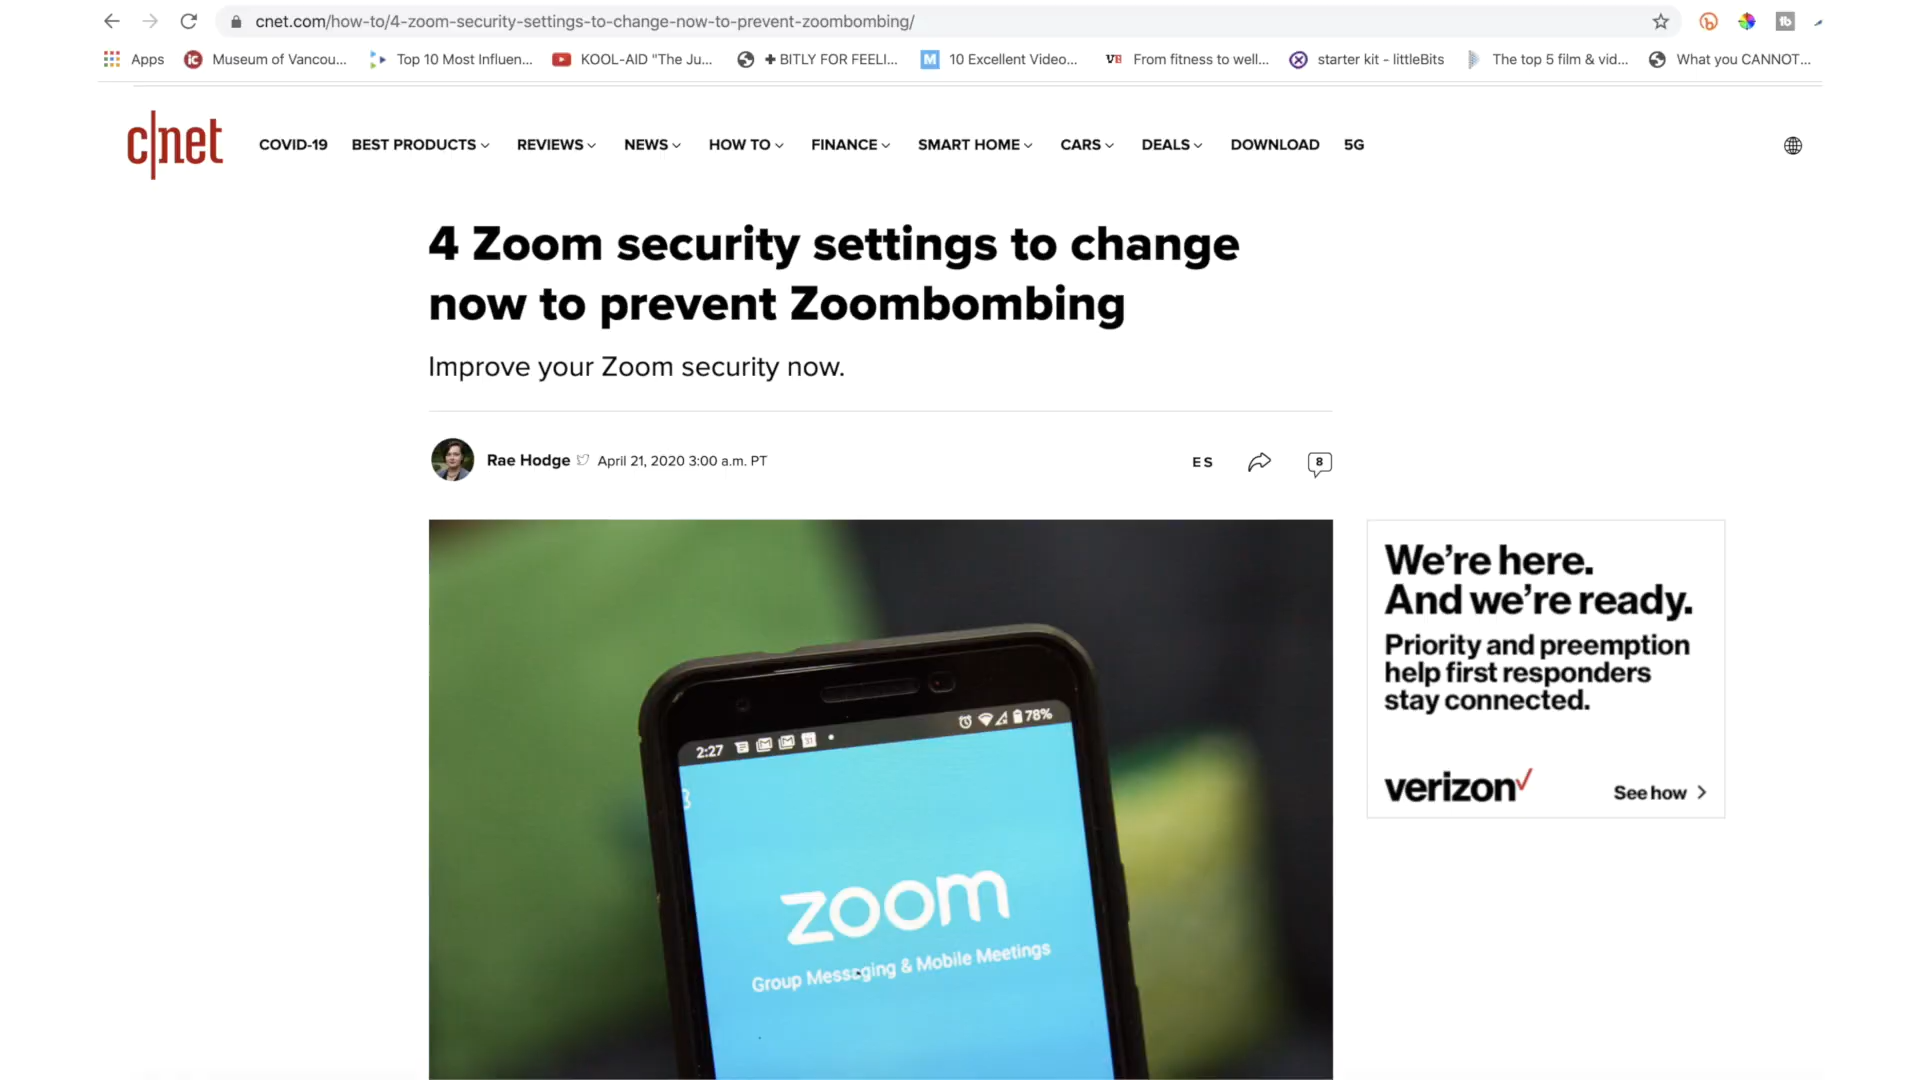 cnet.com/how-to/4-zoom-security-settings-to-change-now-to-prevent-zoombombing/
Apps Museum of Vancou... Top 10 Most Influen... KOOL-AID "The Ju... + BITLY FOR FEELI... M 10 Excellent Video... From fitness to well... starter kit - littleBits The top 5 film & vid... What you CANNOT...
c|net COVID-19 BEST PRODUCTS REVIEWS NEWS HOW TO FINANCE SMART HOME CARS DEALS DOWNLOAD 5G
4 Zoom security settings to change
now to prevent Zoombombing
Improve your Zoom security now.
Rae Hodge April 21, 2020 3:00 a.m. PT ES 8
2:27 31 78%
zoom
Group Messaging & Mobile Meetings
We're here.
And we're ready.
Priority and preemption
help first responders
stay connected.
verizon See how